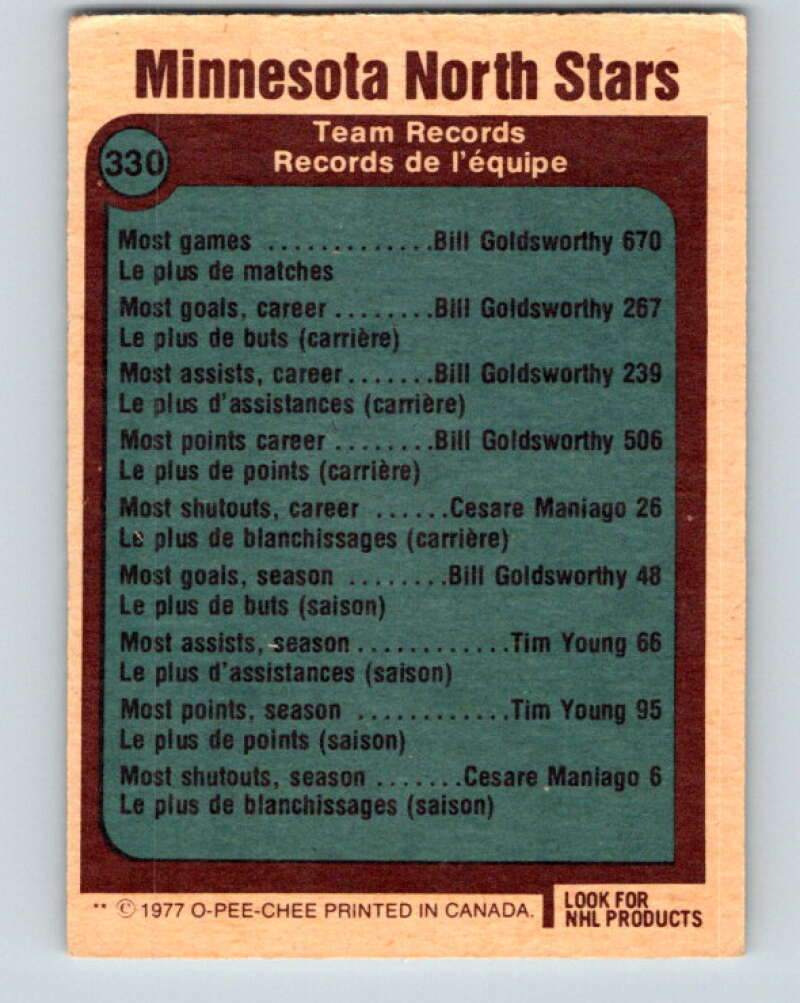 Minnesota North Stars
Team Records
330
Records de l'équipe
Most games .............Bill Goldsworthy 670
Le plus de matches
Most goals, career........Bill Goldsworthy 267
Le plus de buts (carrière)
Most assists, career.......Bill Goldsworthy 239
Le plus d'assistances (carrière)
Most points career ........Bill Goldsworthy 506
Le plus de points (carrière)
Most shutouts, career ......Cesare Maniago 26
Le plus de blanchissages (carrière)
Most goals, season ........Bill Goldsworthy 48
Le plus de buts (saison)
Most assists, season............Tim Young 66
Le plus d'assistances (saison)
Most points, season ............Tim Young 95
Le plus de points (saison)
Most shutouts, season .......Cesare Maniago 6
Le plus de blanchissages (saison)
** © 1977 O-PEE-CHEE PRINTED IN CANADA.
LOOK FOR
NHL PRODUCTS